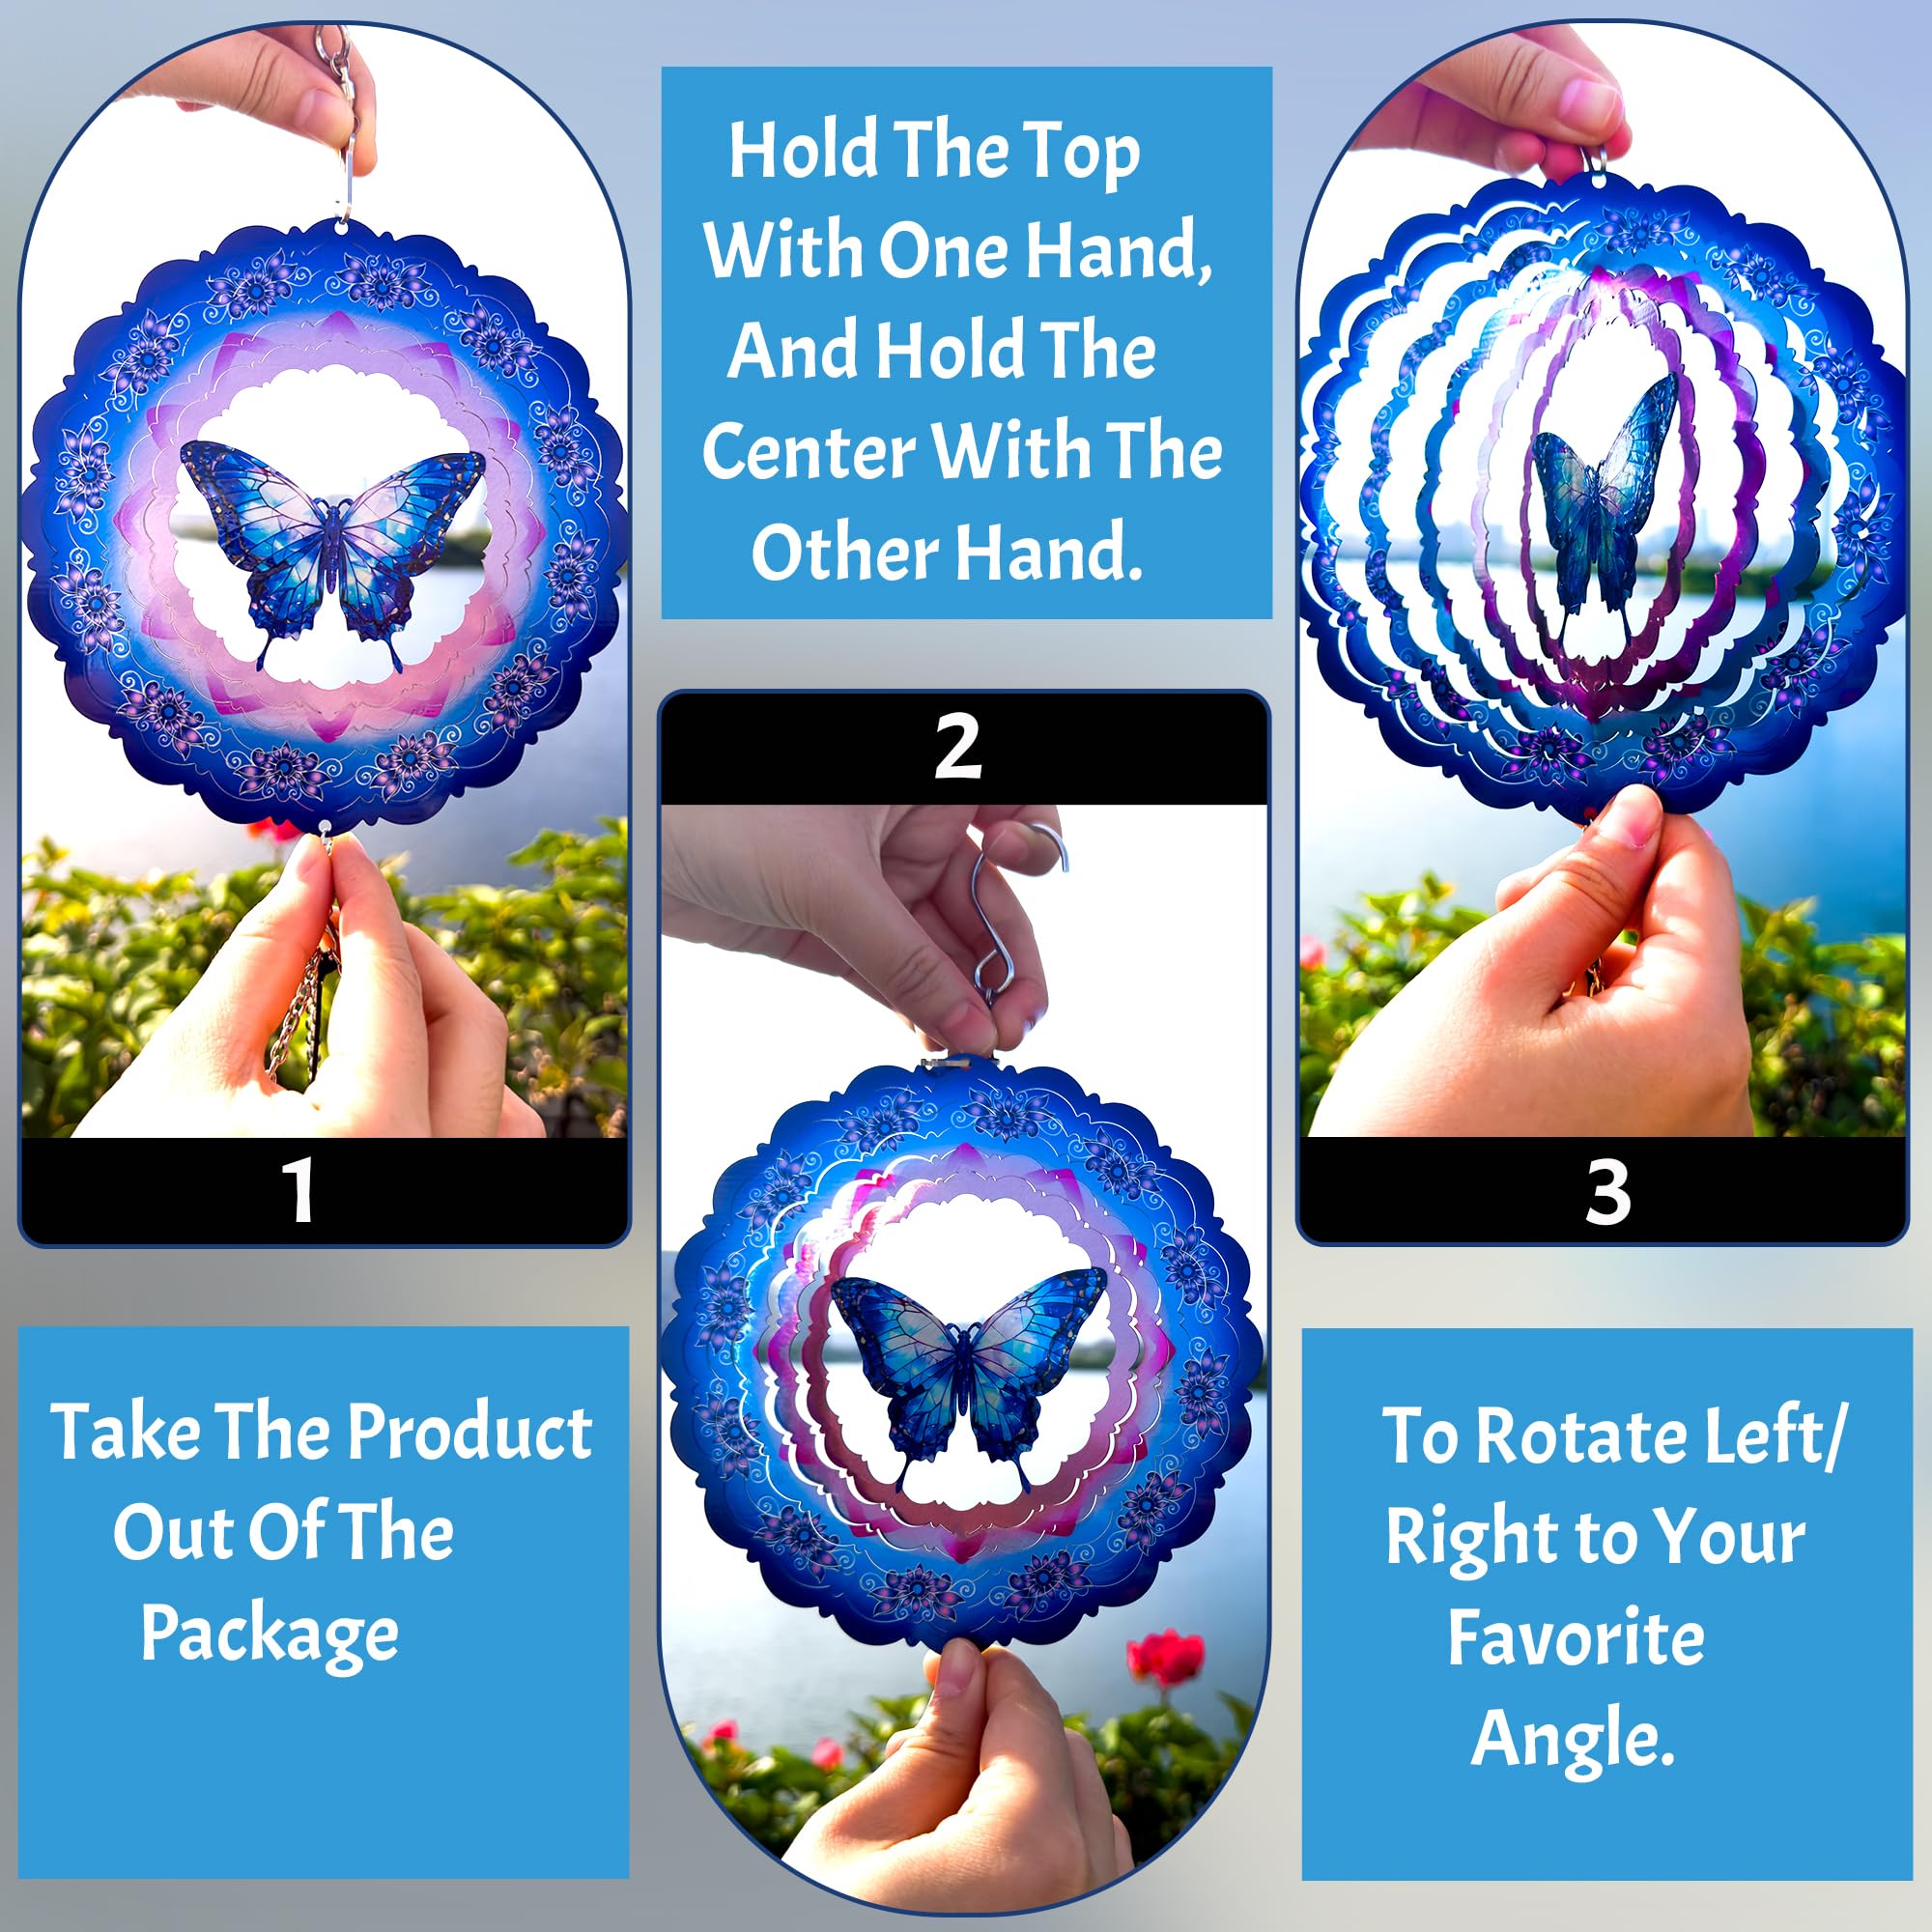 Hold The Top
With One Hand,
And Hold The
Center With The
Other Hand.
2
1
3
Take The Product
Out Of The
Package
To Rotate Left/
Right to Your
Favorite
Angle.